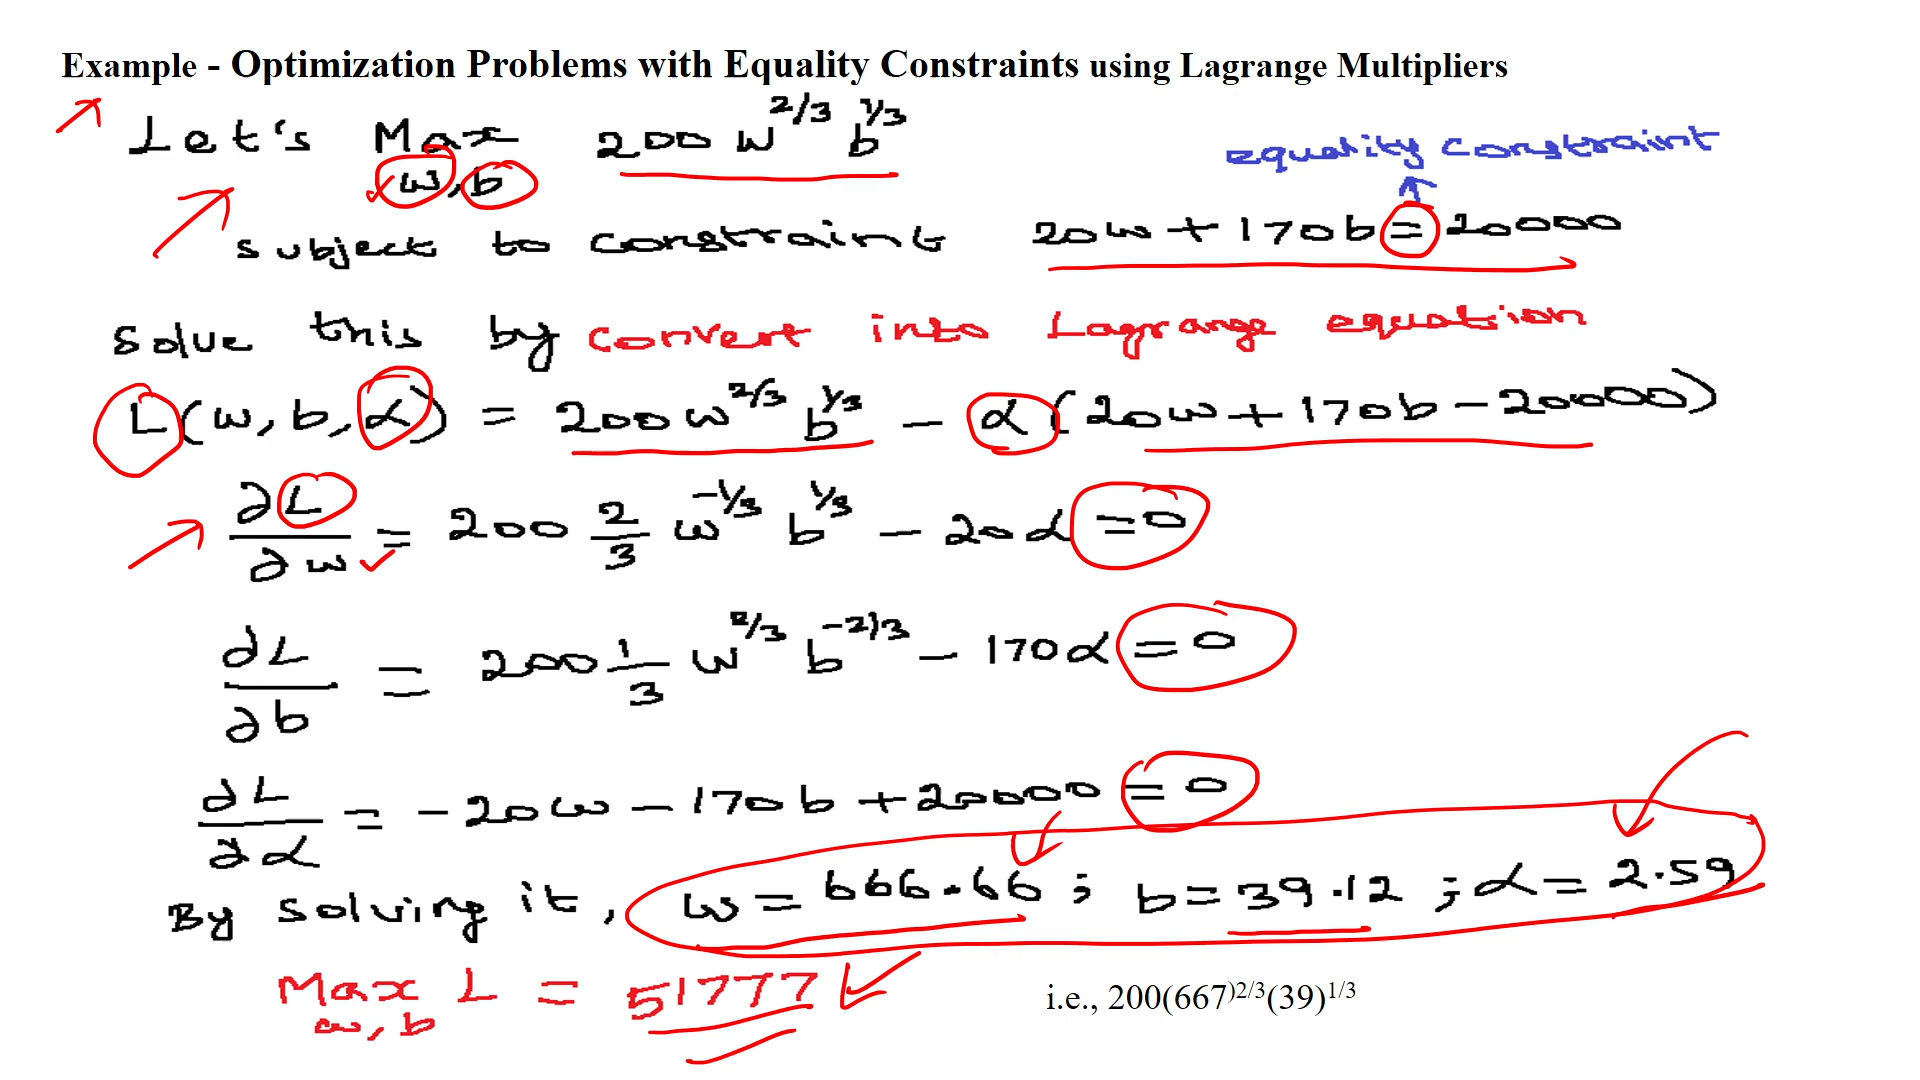 Example - Optimization Problems with Equality Constraints using Lagrange Multipliers
Let's Max 200 w^2/3 b^1/3
w, b
equality constraint
subject to constraint 20w + 170b = 20000
Solve this by convert into Lagrange equation
L(w, b, α) = 200 w^2/3 b^1/3 - α (20w + 170b - 20000)
∂L/∂w = 200 2/3 w^-1/3 b^1/3 - 20α = 0
∂L/∂b = 200 1/3 w^2/3 b^-2/3 - 170α = 0
∂L/∂α = -20w - 170b + 20000 = 0
By solving it, w = 666.66 ; b = 39.12 ; α = 2.59
Max L = 51777
w, b
i.e., 200(667)^2/3(39)^1/3